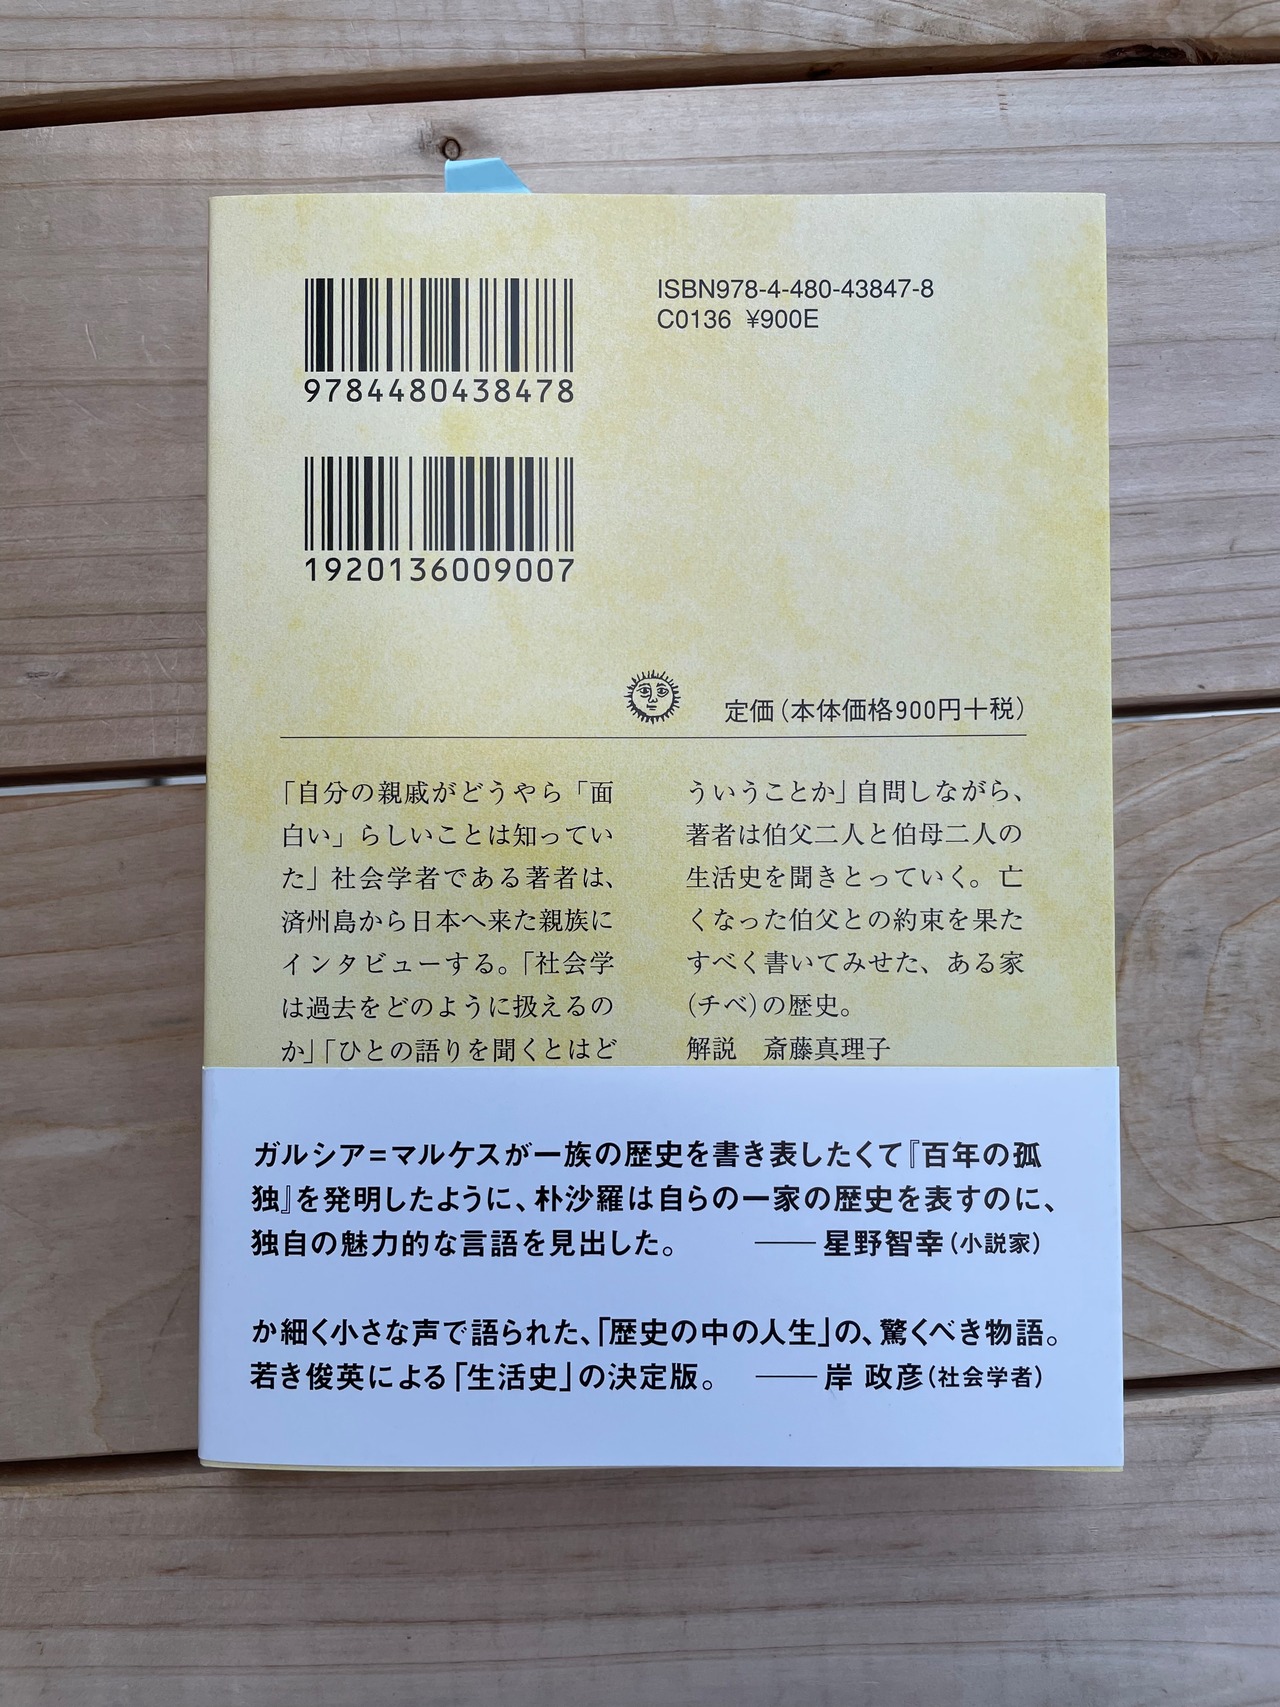 9784480438478
ISBN978-4-480-43847-8
C0136 ¥900E
1920136009007
定価(本体価格900円＋税)
「自分の親戚がどうやら「面
白い」らしいことは知ってい
た」社会学者である著者は、
済州島から日本へ来た親族に
インタビューする。「社会学
は過去をどのように扱えるの
か」「ひとの語りを聞くとはど
ういうことか」自問しながら、
著者は伯父二人と伯母二人の
生活史を聞きとっていく。亡
くなった伯父との約束を果た
すべく書いてみせた、ある家
(チベ)の歴史。
解説　斎藤真理子
ガルシア=マルケスが一族の歴史を書き表したくて『百年の孤
独』を発明したように、朴沙羅は自らの一家の歴史を表すのに、
独自の魅力的な言語を見出した。　――星野智幸(小説家)
か細く小さな声で語られた、「歴史の中の人生」の、驚くべき物語。
若き俊英による「生活史」の決定版。　――岸 政彦(社会学者)